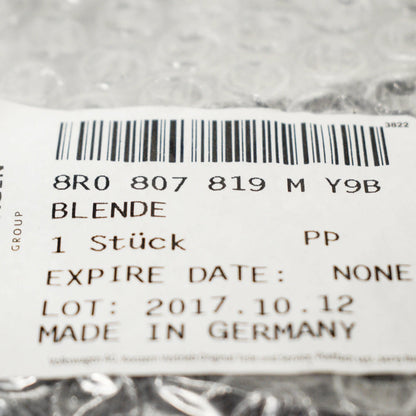 3822
8R0 807 819 M Y9B
BLENDE
1 Stück PP
EXPIRE DATE: NONE
LOT: 2017.10.12
MADE IN GERMANY
GROUP